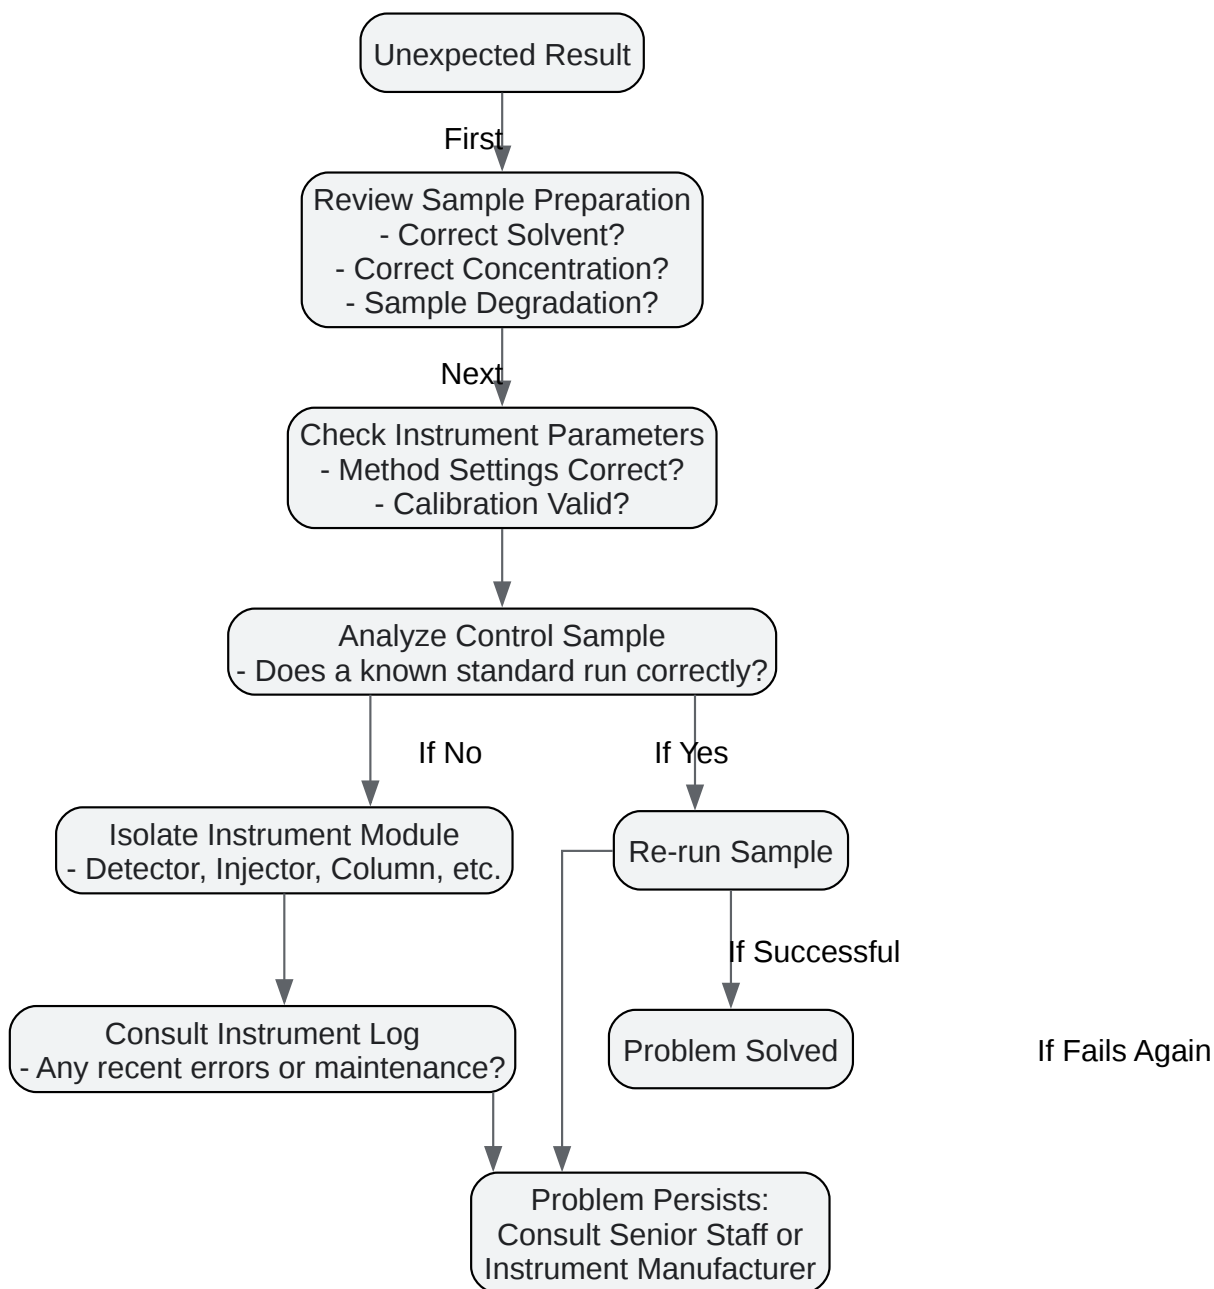 Unexpected Result
First
Review Sample Preparation
- Correct Solvent?
- Correct Concentration?
- Sample Degradation?
Next
Check Instrument Parameters
- Method Settings Correct?
- Calibration Valid?
Analyze Control Sample
- Does a known standard run correctly?
If No
If Yes
Isolate Instrument Module
- Detector, Injector, Column, etc.
Re-run Sample
If Successful
Consult Instrument Log
- Any recent errors or maintenance?
Problem Solved
If Fails Again
Problem Persists:
Consult Senior Staff or
Instrument Manufacturer